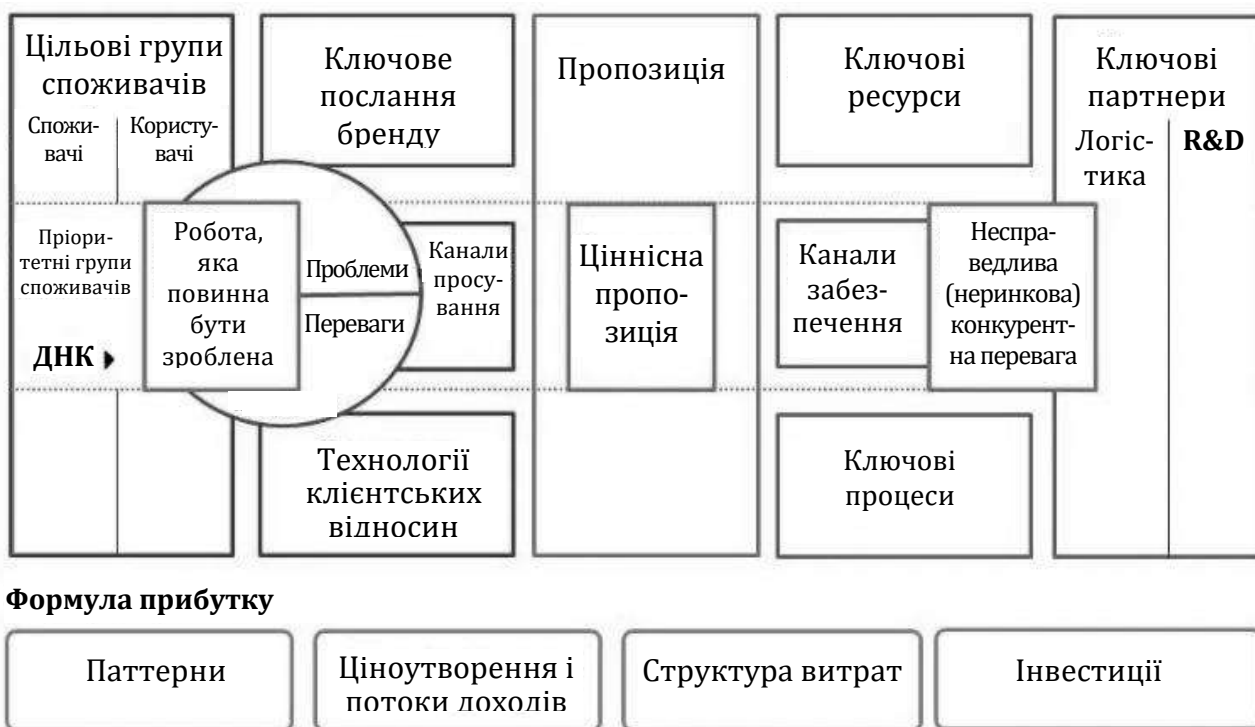 Цільові групи
споживачів
Спожи-
вачі
Користу-
вачі
Пріори-
тетні групи
споживачів
ДНК
Робота,
яка
повинна
бути
зроблена
Проблеми
Переваги
Ключове
послання
бренду
Канали
просу-
вання
Технології
клієнтських
відносин
Пропозиція
Ціннісна
пропо-
зиція
Ключові
ресурси
Канали
забез-
печення
Ключові
процеси
Ключові
партнери
Логіс-
тика
R&D
Неспра-
ведлива
(неринкова)
конкурент-
на перевага
Формула прибутку
Паттерни
Ціноутворення і
потоки доходів
Структура витрат
Інвестиції